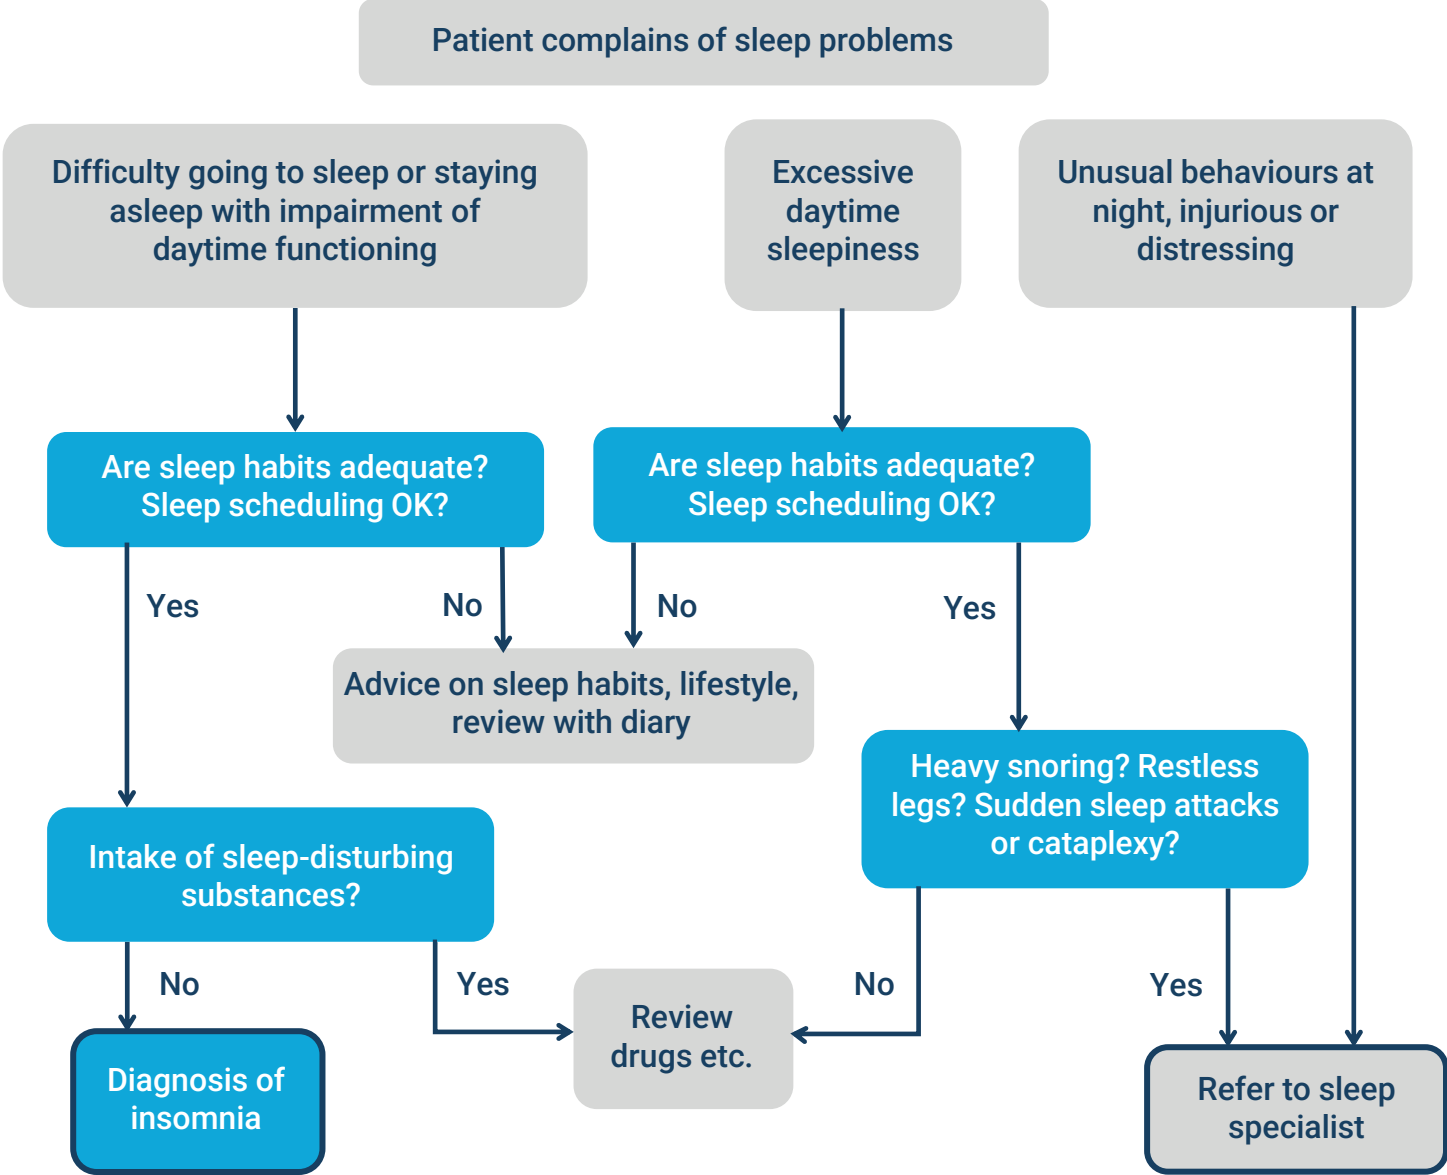 Patient complains of sleep problems
Difficulty going to sleep or staying
asleep with impairment of
daytime functioning
Excessive
daytime
sleepiness
Unusual behaviours at
night, injurious or
distressing
Are sleep habits adequate?
Sleep scheduling OK?
Are sleep habits adequate?
Sleep scheduling OK?
Yes
No
No
Yes
Advice on sleep habits, lifestyle,
review with diary
Heavy snoring? Restless
legs? Sudden sleep attacks
or cataplexy?
Intake of sleep-disturbing
substances?
No
Yes
No
Yes
Review
drugs etc.
Diagnosis of
insomnia
Refer to sleep
specialist